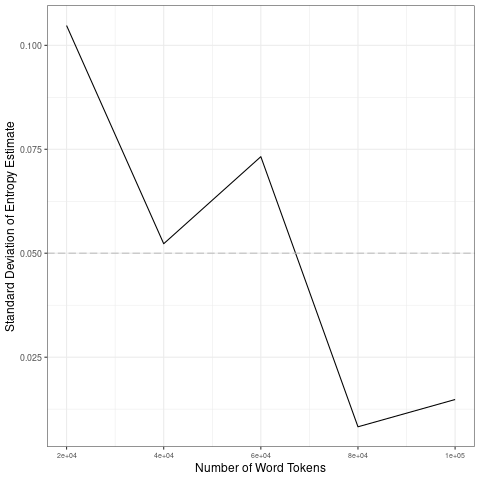 Standard Deviation of Entropy Estimate
0.100
0.075
0.050
0.025
2e+04 4e+04 6e+04 8e+04 1e+05
Number of Word Tokens